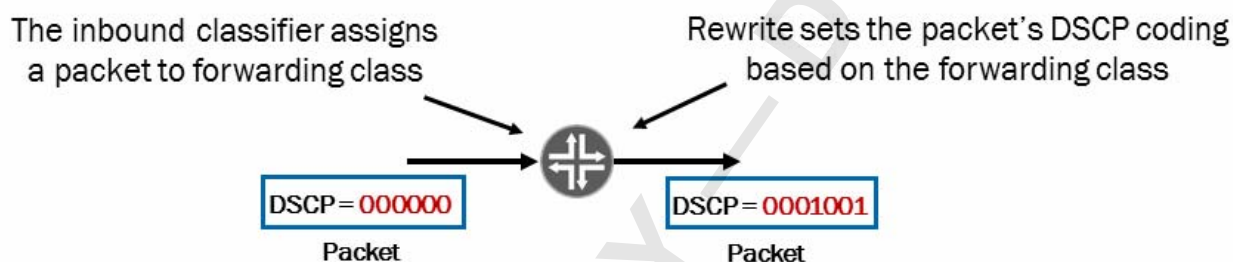 The inbound classifier assigns
a packet to forwarding class
Rewrite sets the packet's DSCP coding
based on the forwarding class
DSCP = 000000
DSCP = 0001001
Packet
Packet